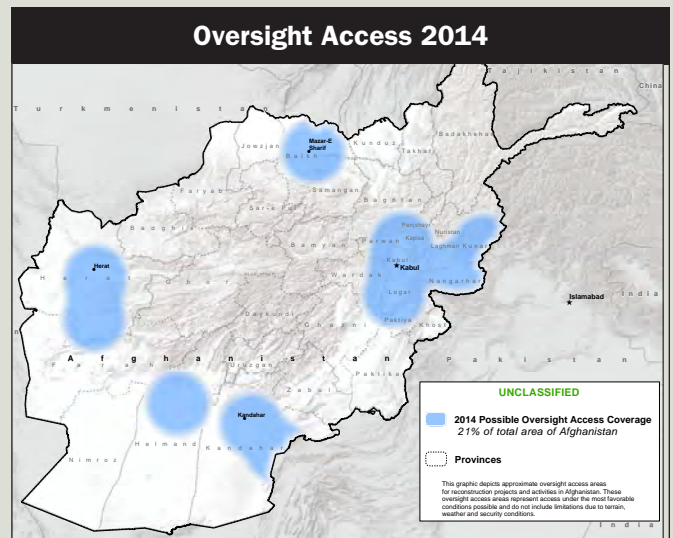 Oversight Access 2014
Tajikistan
China
Turkmenistan
Badakhshan
Mazar-E
Sharif
Jowzjan
Balkh
Kunduz
Takhar
Faryab
Samangan
Sar-e Pul
Baghlan
Badghis
Panjshayr
Nuristan
Bamyan
Parwan
Kapisa
Laghman
Kunar
Herat
Herat
Ghor
Wardak
Kabul
Kabul
Nangarhar
Logar
Islamabad
India
Daykundi
Ghazni
Paktiya
Khost
Afghanistan
Farah
Uruzgan
Paktika
Pakistan
Zabul
Kandahar
Helmand
Kandahar
Nimroz
UNCLASSIFIED
2014 Possible Oversight Access Coverage
21% of total area of Afghanistan
Provinces
This graphic depicts approximate oversight access areas
for reconstruction projects and activities in Afghanistan. These
oversight access areas represent access under the most favorable
conditions possible and do not include limitations due to terrain,
weather and security conditions.
India